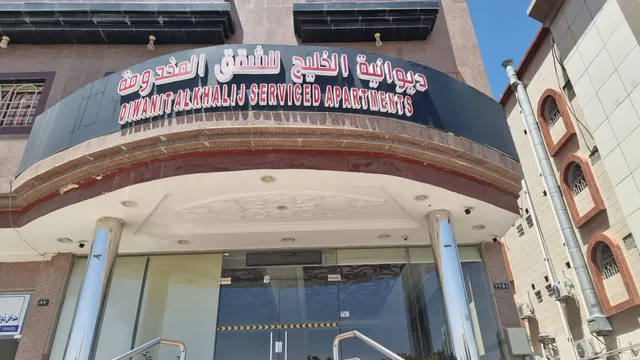 ديوانية الخليج للشقق المخدومة
DIWANIT ALKHALIJ SERVICED APARTMENTS